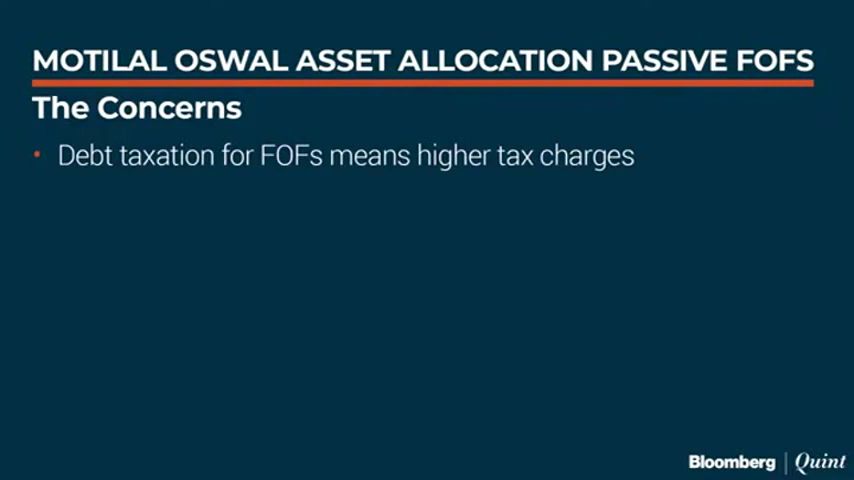 MOTILAL OSWAL ASSET ALLOCATION PASSIVE FOFS
The Concerns
• Debt taxation for FOFs means higher tax charges
Bloomberg | Quint